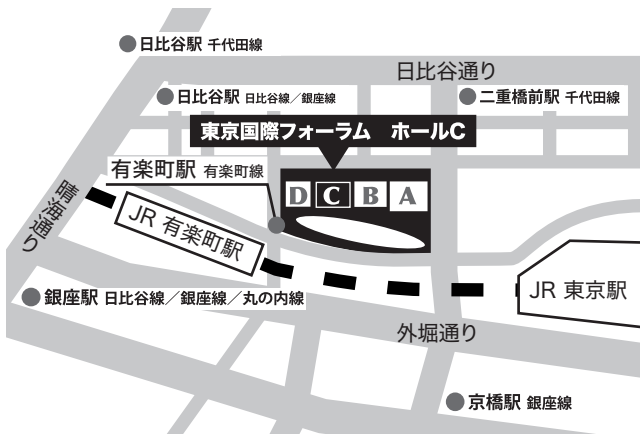 日比谷駅 千代田線
日比谷通り
日比谷駅 日比谷線／銀座線
二重橋前駅 千代田線
東京国際フォーラム　ホールC
有楽町駅 有楽町線
D C B A
晴海通り
JR 有楽町駅
JR 東京駅
銀座駅 日比谷線／銀座線／丸の内線
外堀通り
京橋駅 銀座線